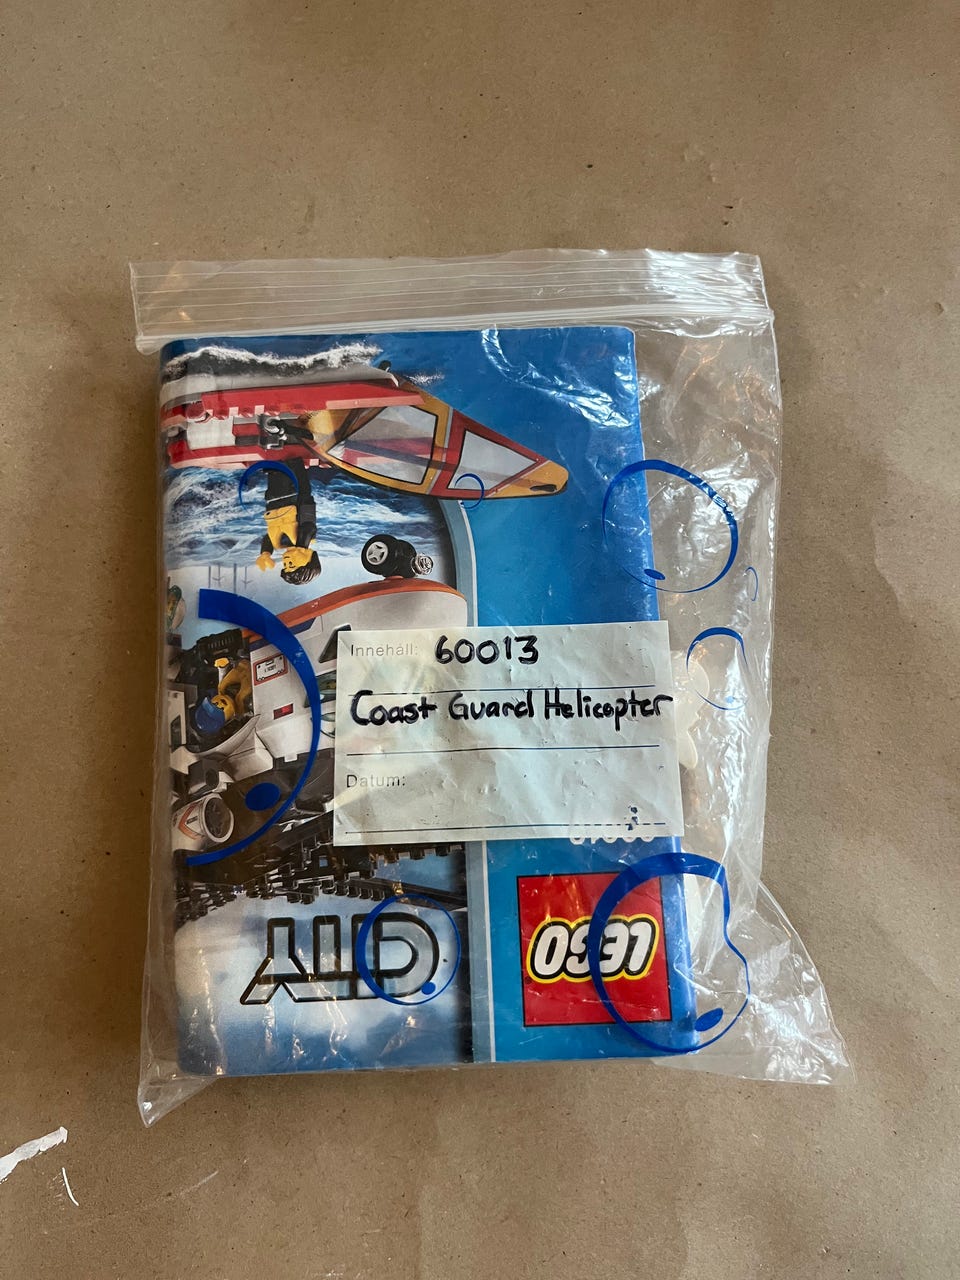 Innehåll: 60013
Coast Guard Helicopter
Datum:
CITY
LEGO